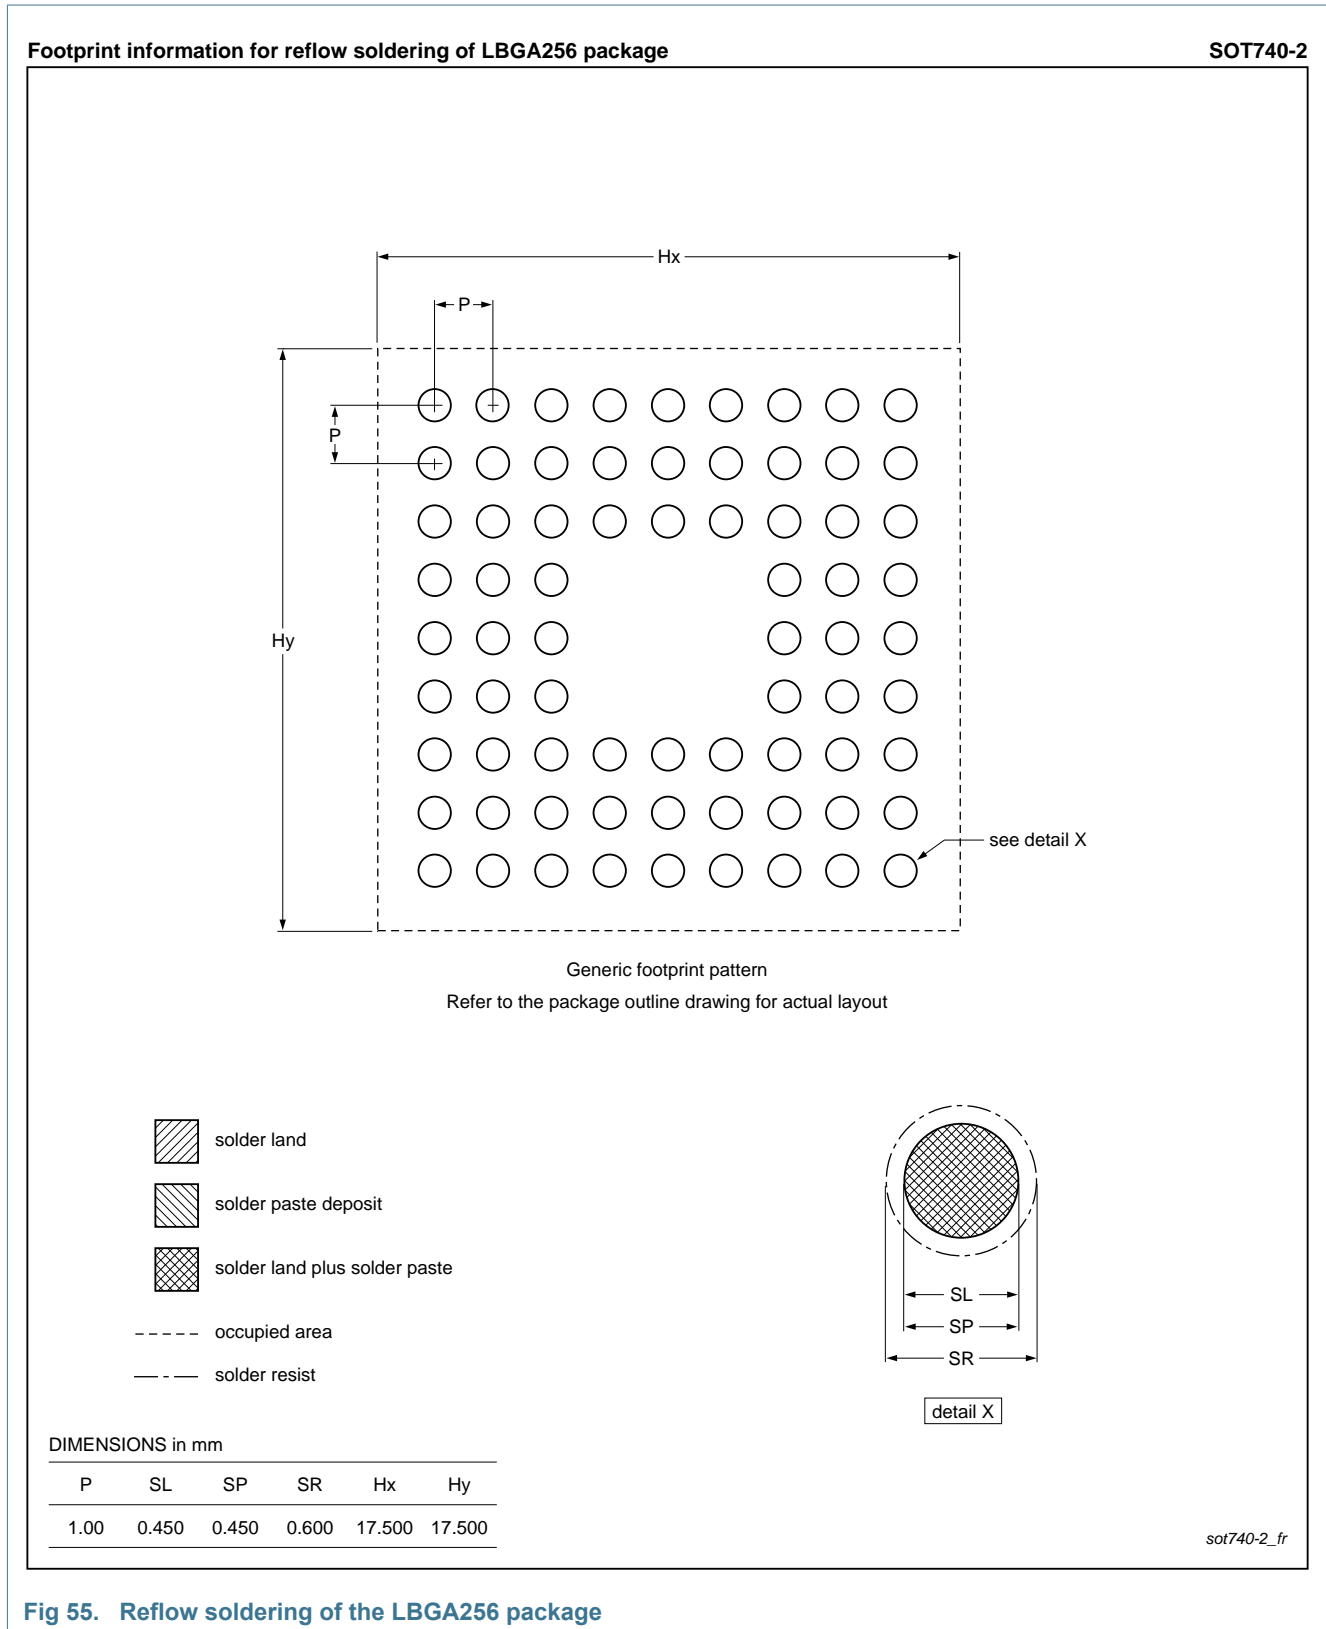 Footprint information for reflow soldering of LBGA256 package SOT740-2
Hx
P
P
Hy
see detail X
Generic footprint pattern
Refer to the package outline drawing for actual layout
solder land
solder paste deposit
solder land plus solder paste
occupied area
solder resist
SL
SP
SR
detail X
DIMENSIONS in mm
P SL SP SR Hx Hy
1.00 0.450 0.450 0.600 17.500 17.500
sot740-2_fr
Fig 55. Reflow soldering of the LBGA256 package